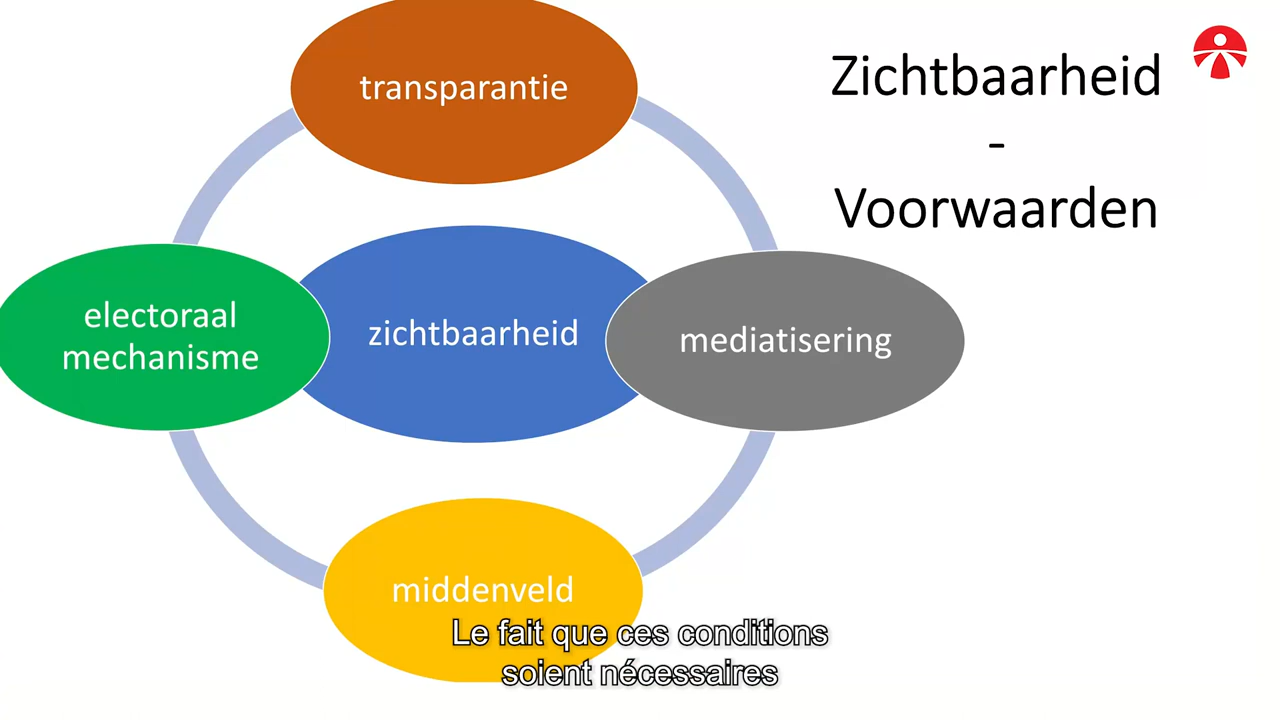 transparantie
Zichtbaarheid
-
Voorwaarden
electoraal
mechanisme
zichtbaarheid
mediatisering
middenveld
Le fait que ces conditions
soient nécessaires